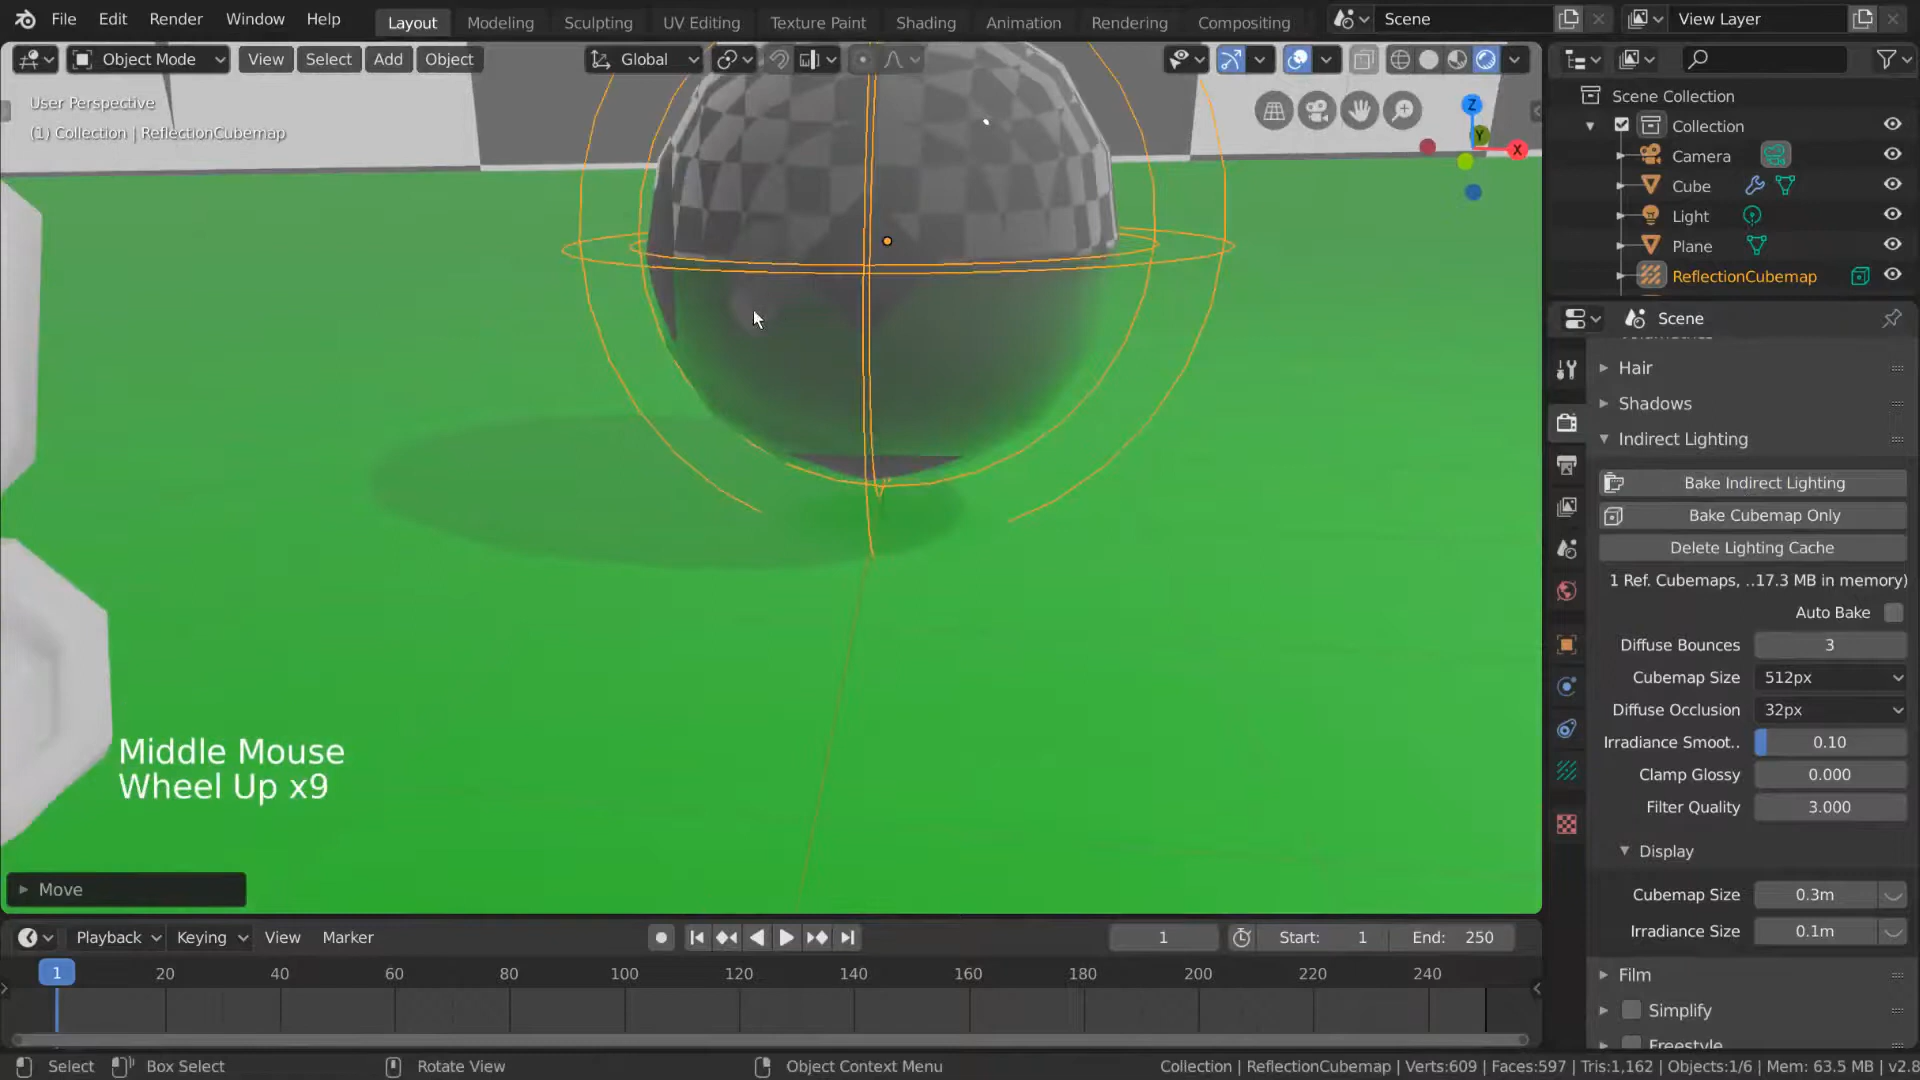 File Edit Render Window Help Layout Modeling Sculpting UV Editing Texture Paint Shading Animation Rendering Compositing Scene View Layer
Object Mode View Select Add Object Global
User Perspective
(1) Collection | ReflectionCubemap
Z
Y
X
Scene Collection
Collection
Camera
Cube
Light
Plane
ReflectionCubemap
Scene
Hair
Shadows
Indirect Lighting
Bake Indirect Lighting
Bake Cubemap Only
Delete Lighting Cache
1 Ref. Cubemaps, ..17.3 MB in memory)
Auto Bake
Diffuse Bounces 3
Cubemap Size 512px
Diffuse Occlusion 32px
Irradiance Smoot.. 0.10
Clamp Glossy 0.000
Filter Quality 3.000
Display
Cubemap Size 0.3m
Irradiance Size 0.1m
Film
Simplify
Freestyle
Middle Mouse
Wheel Up x9
Move
Playback Keying View Marker 1 Start: 1 End: 250
1 20 40 60 80 100 120 140 160 180 200 220 240
Select Box Select Rotate View Object Context Menu Collection | ReflectionCubemap | Verts:609 | Faces:597 | Tris:1,162 | Objects:1/6 | Mem: 63.5 MB | v2.8